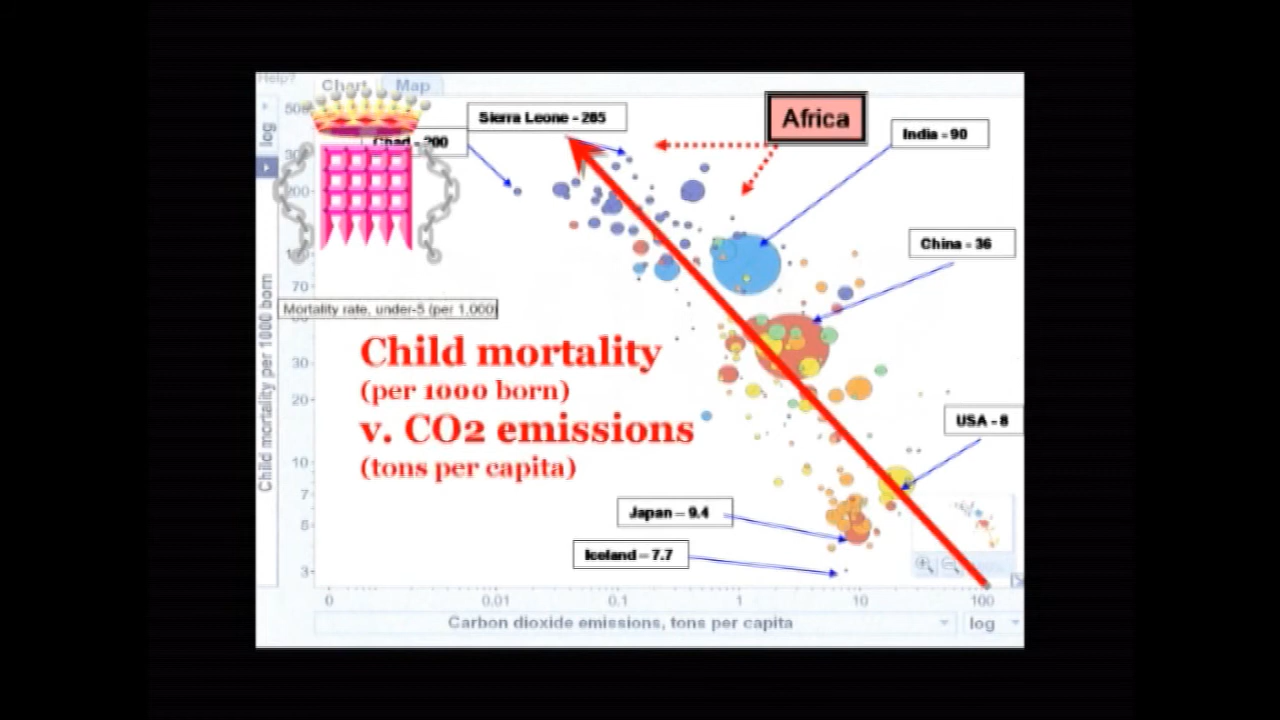 Help?
Chart Map
500
log
Sierra Leone - 265
Africa
India - 90
Chad - 200
200
China - 36
70
Mortality rate, under-5 (per 1,000)
Child mortality per 1000 born
Child mortality
(per 1000 born)
v. CO2 emissions
(tons per capita)
30
20
10
7
5
3
USA - 8
Japan – 9.4
Iceland – 7.7
0 0.01 0.1 1 10 100
Carbon dioxide emissions, tons per capita log